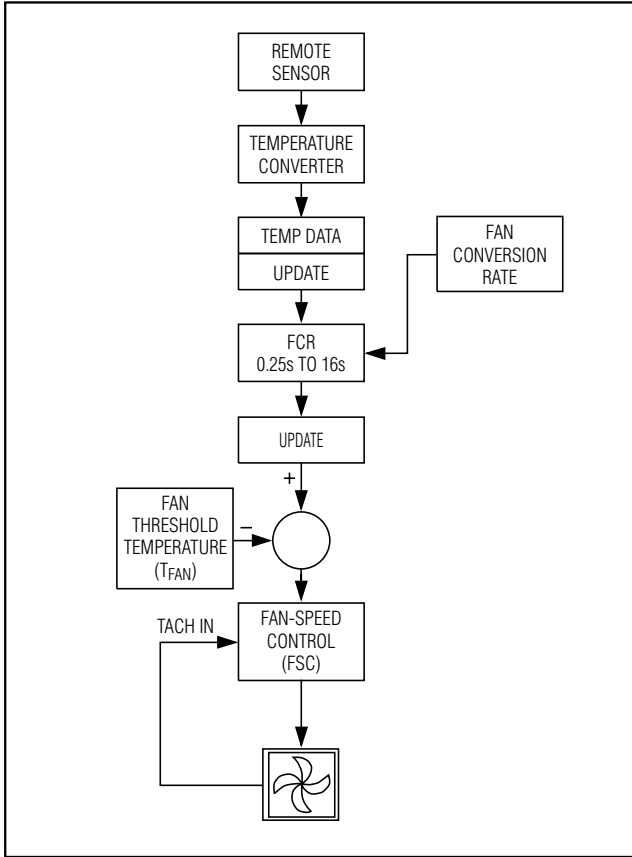 REMOTE
SENSOR
TEMPERATURE
CONVERTER
TEMP DATA
UPDATE
FAN
CONVERSION
RATE
FCR
0.25s TO 16s
UPDATE
+
FAN
THRESHOLD
TEMPERATURE
(TFAN)
–
TACH IN
FAN-SPEED
CONTROL
(FSC)